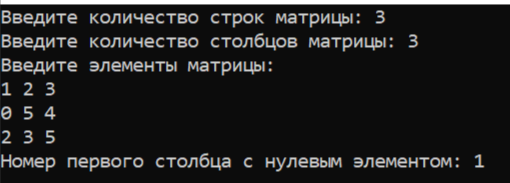 Введите количество строк матрицы: 3
Введите количество столбцов матрицы: 3
Введите элементы матрицы:
1 2 3
0 5 4
2 3 5
Номер первого столбца с нулевым элементом: 1